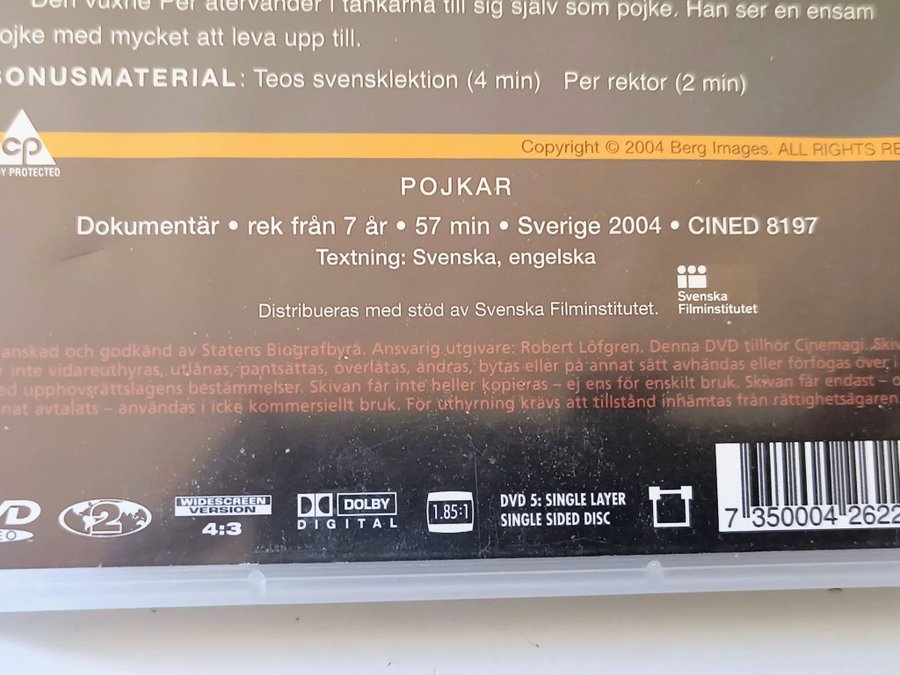 Den vuxne Per återvänder i tankarna till sig själv som pojke. Han ser en ensam
ojke med mycket att leva upp till.
BONUSMATERIAL: Teos svensklektion (4 min) Per rektor (2 min)
cp
Y PROTECTED
Copyright © 2004 Berg Images. ALL RIGHTS RE
POJKAR
Dokumentär • rek från 7 år • 57 min • Sverige 2004 • CINED 8197
Textning: Svenska, engelska
Distribueras med stöd av Svenska Filminstitutet.
Svenska
Filminstitutet
anskad och godkänd av Statens Biografbyrå. Ansvarig utgivare: Robert Löfgren. Denna DVD tillhör Cinemagi. Skiv
r inte vidareuthyras, utlånas, pantsättas, överlåtas, ändras, bytas eller på annat sätt avhändas eller förfogas över, i
ed upphovsrättslagens bestämmelser. Skivan får inte heller kopieras – ej ens för enskilt bruk. Skivan får endast – o
nat avtalats – användas i icke kommersiellt bruk. För uthyrning krävs att tillstånd inhämtas från rättighetsägaren
VD
2
WIDESCREEN
VERSION
4:3
DOLBY
DIGITAL
1.85:1
DVD 5: SINGLE LAYER
SINGLE SIDED DISC
7 350004 2622